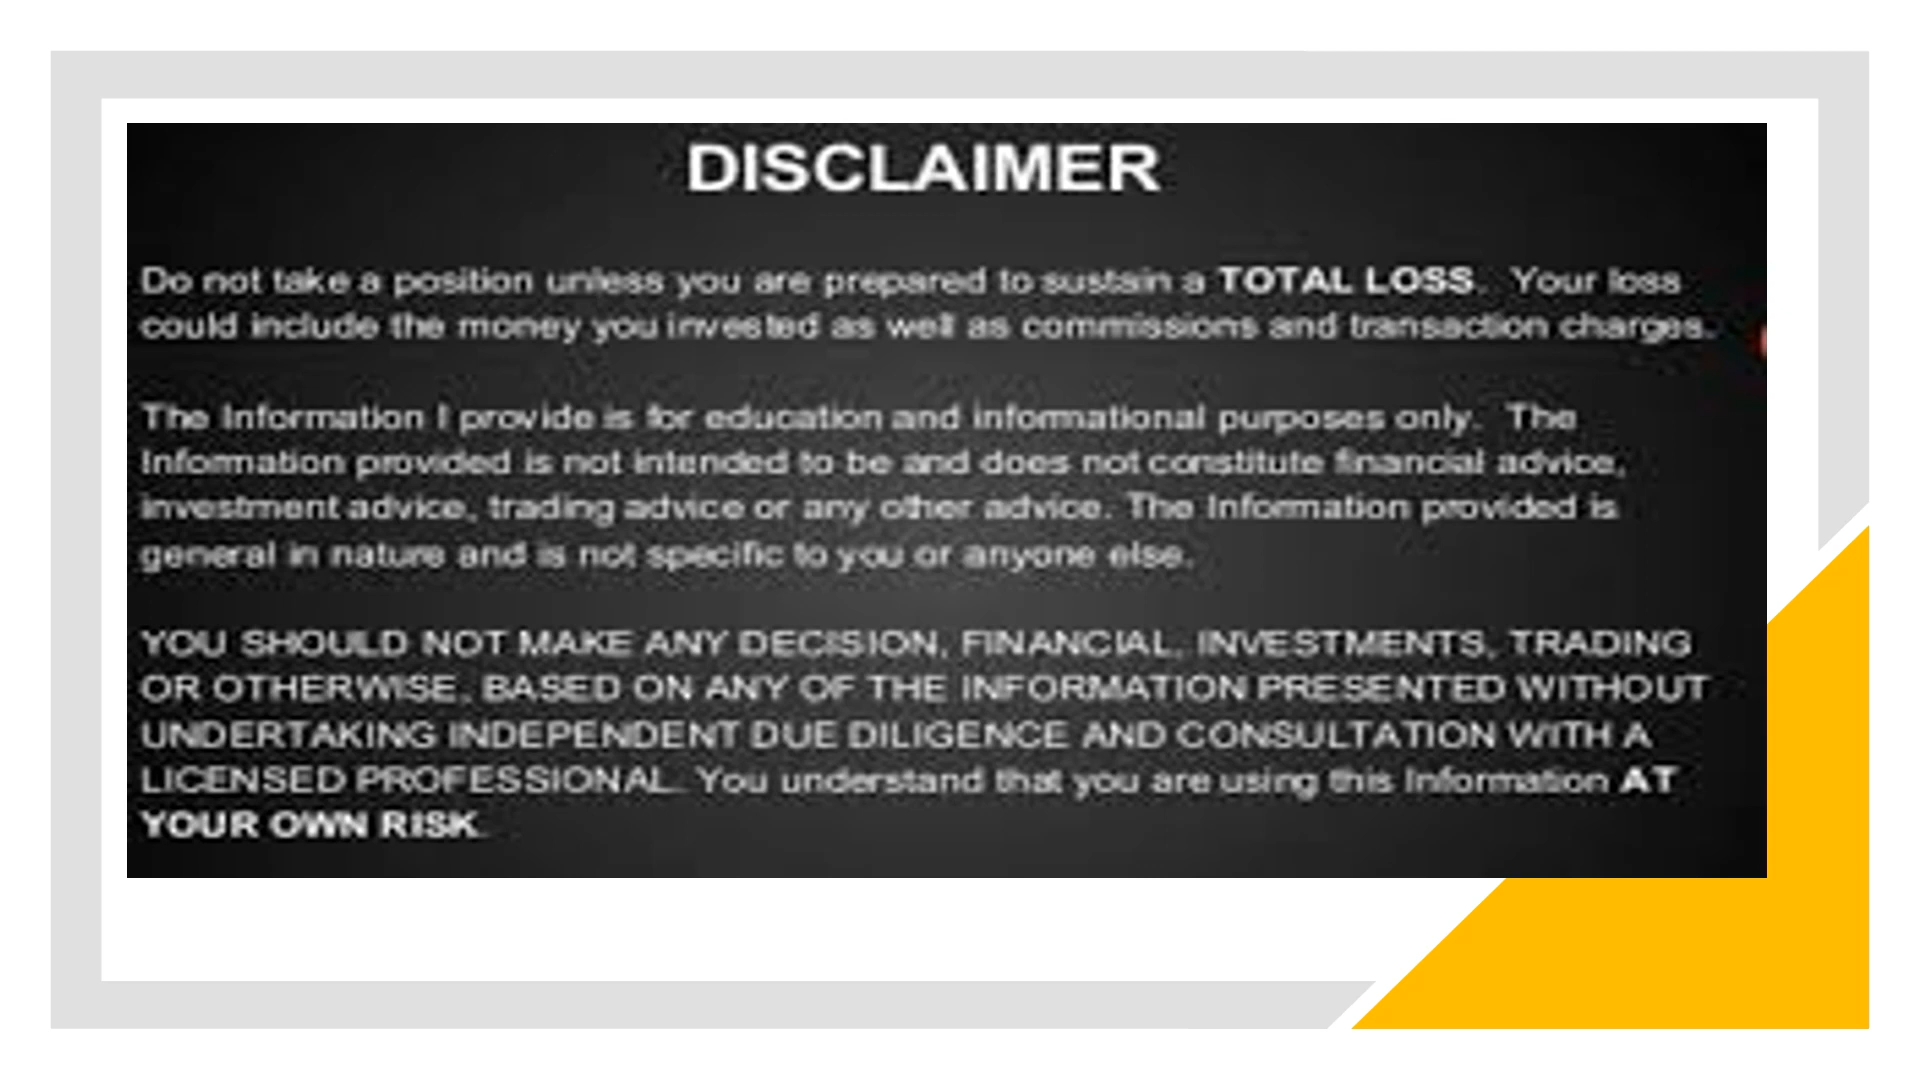 DISCLAIMER
Do not take a position unless you are prepared to sustain a TOTAL LOSS. Your loss
could include the money you invested as well as commissions and transaction charges.
The Information I provide is for education and informational purposes only. The
Information provided is not intended to be and does not constitute financial advice,
investment advice, trading advice or any other advice. The Information provided is
general in nature and is not specific to you or anyone else.
YOU SHOULD NOT MAKE ANY DECISION, FINANCIAL, INVESTMENTS, TRADING
OR OTHERWISE, BASED ON ANY OF THE INFORMATION PRESENTED WITHOUT
UNDERTAKING INDEPENDENT DUE DILIGENCE AND CONSULTATION WITH A
LICENSED PROFESSIONAL. You understand that you are using this Information AT
YOUR OWN RISK.